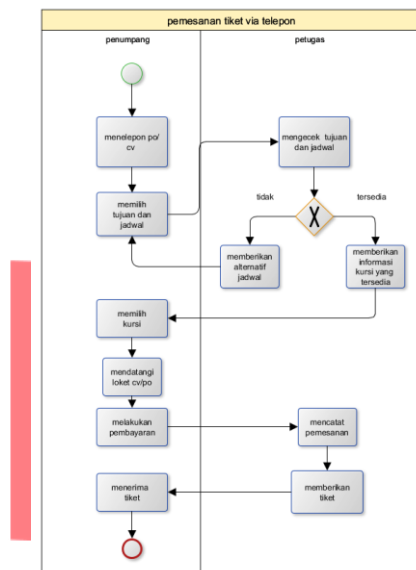 pemesanan tiket via telepon
penumpang
petugas
menelepon po/
cv
mengecek tujuan
dan jadwal
memilih
tujuan dan
jadwal
tidak
tersedia
X
memberikan
alternatif
jadwal
memberikan
informasi
kursi yang
tersedia
memilih
kursi
mendatangi
loket cv/po
melakukan
pembayaran
mencatat
pemesanan
menerima
tiket
memberikan
tiket